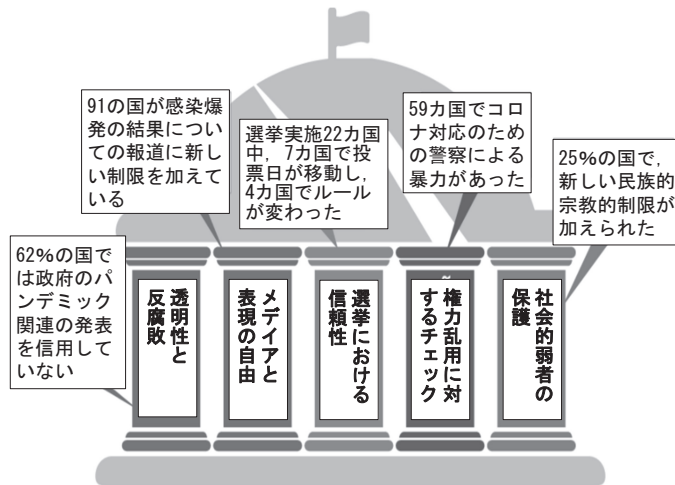 91の国が感染爆
発の結果につい
ての報道に新し
い制限を加えて
いる
選挙実施22カ国
中，7カ国で投
票日が移動し，
4カ国でルール
が変わった
59カ国でコロ
ナ対応のため
の警察による
暴力があった
25%の国で，
新しい民族的
宗教的制限が
加えられた
62%の国で
は政府のパ
ンデミック
関連の発表
を信用して
いない
透明性と
反腐敗
メデイアと
表現の自由
選挙における
信頼性
権力乱用に対
するチェック
社会的弱者の
保護